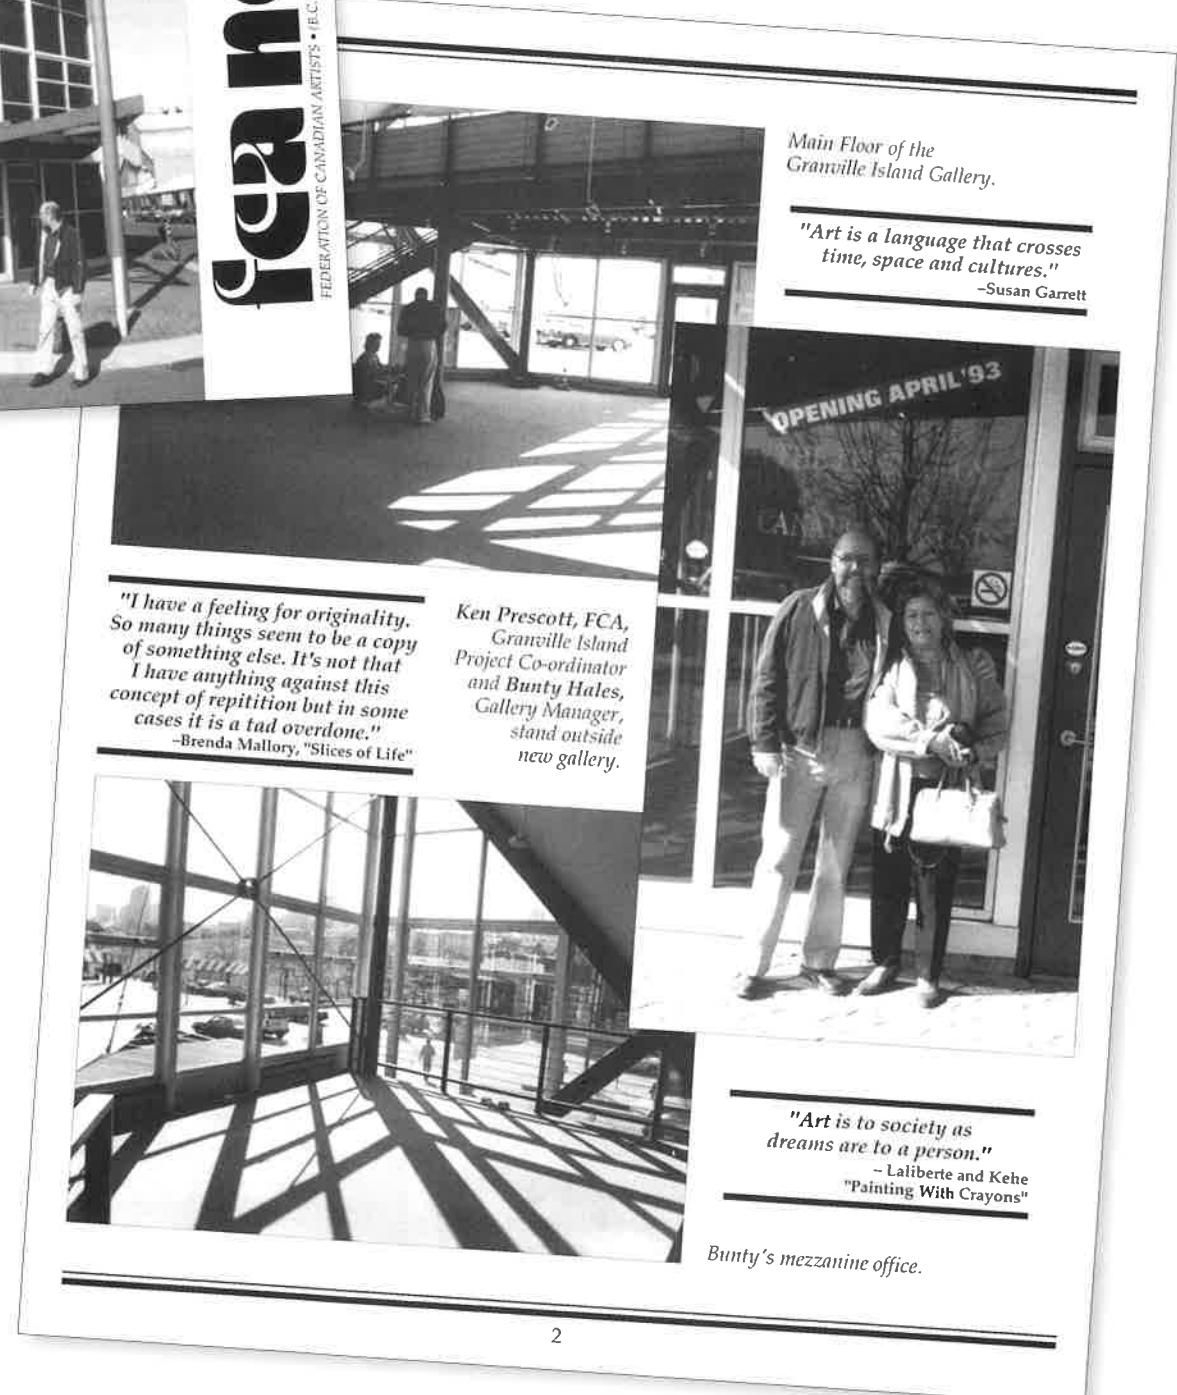 fca
FEDERATION OF CANADIAN ARTISTS • (B.C.
Main Floor of the
Granville Island Gallery.
"Art is a language that crosses
time, space and cultures."
–Susan Garrett
OPENING APRIL '93
"I have a feeling for originality.
So many things seem to be a copy
of something else. It's not that
I have anything against this
concept of repitition but in some
cases it is a tad overdone."
–Brenda Mallory, "Slices of Life"
Ken Prescott, FCA,
Granville Island
Project Co-ordinator
and Bunty Hales,
Gallery Manager,
stand outside
new gallery.
"Art is to society as
dreams are to a person."
– Laliberte and Kehe
"Painting With Crayons"
Bunty's mezzanine office.
2